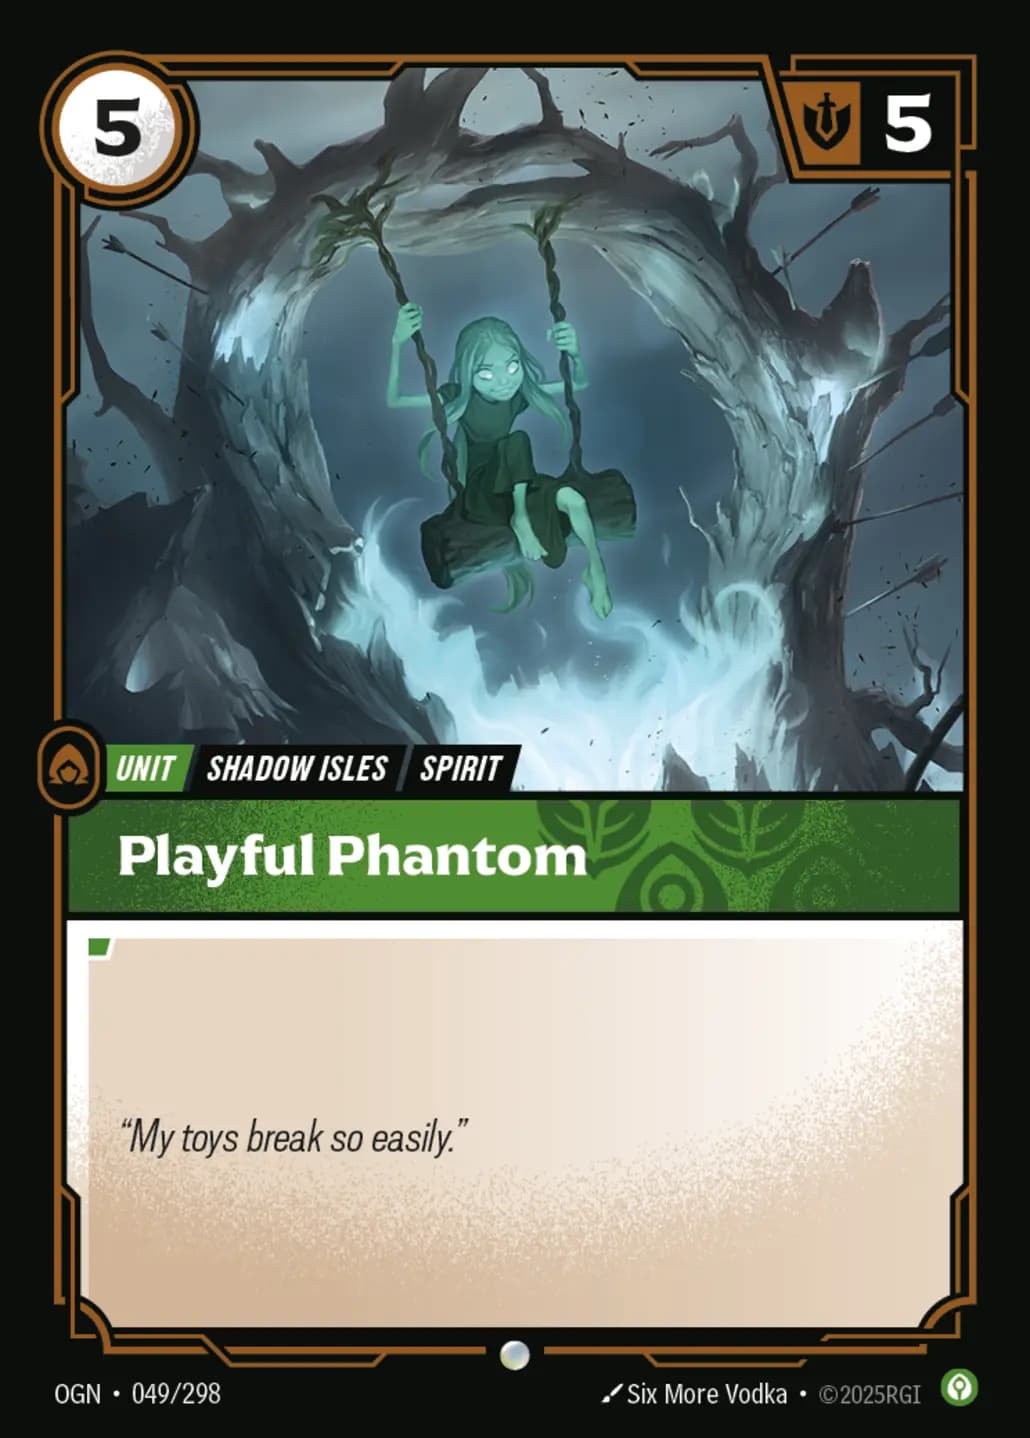 5
5
UNIT SHADOW ISLES SPIRIT
Playful Phantom
“My toys break so easily.”
OGN • 049/298 Six More Vodka • ©2025RGI